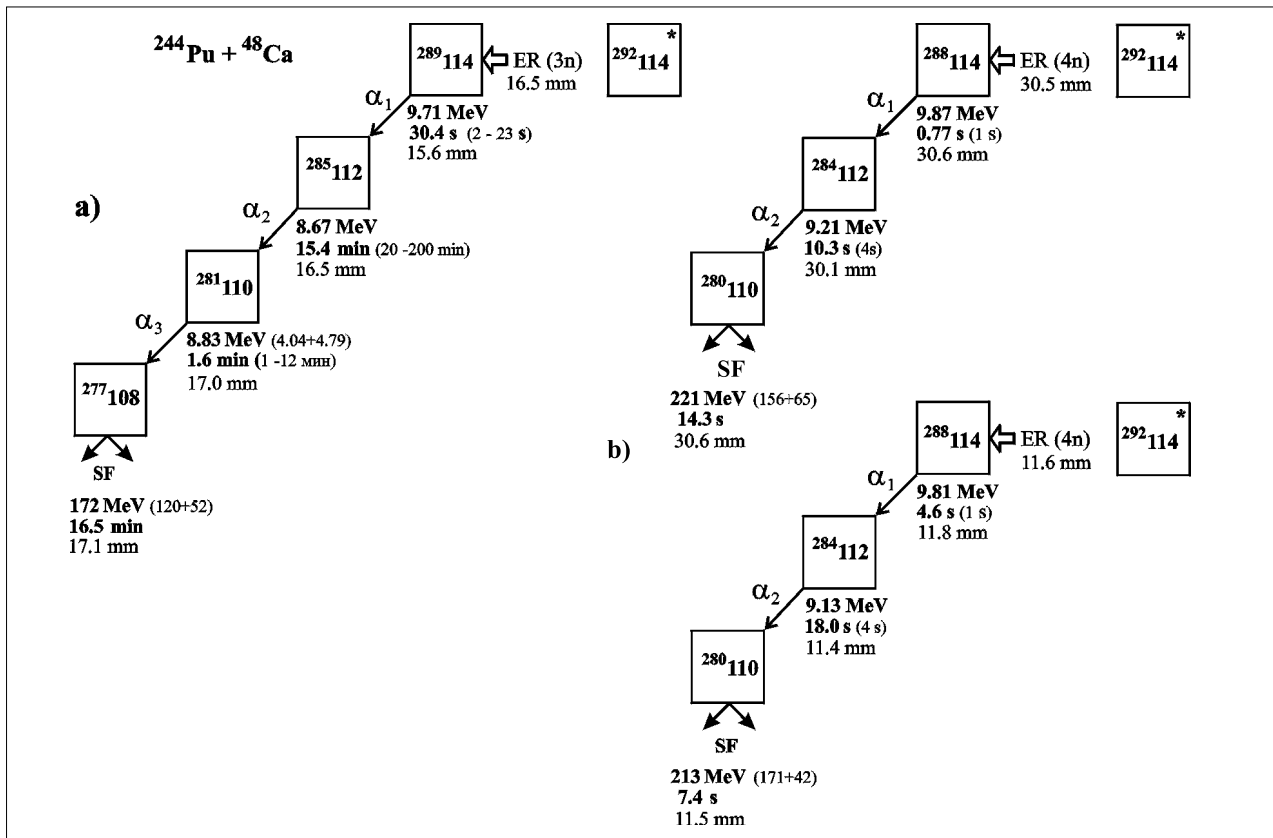 ²⁴⁴Pu + ⁴⁸Ca
a)
²⁸⁹114
ER (3n)
16.5 mm
²⁹²114*
α₁
9.71 MeV
30.4 s (2 - 23 s)
15.6 mm
²⁸⁵112
α₂
8.67 MeV
15.4 min (20 -200 min)
16.5 mm
²⁸¹110
α₃
8.83 MeV (4.04+4.79)
1.6 min (1 -12 мин)
17.0 mm
²⁷⁷108
SF
172 MeV (120+52)
16.5 min
17.1 mm
²⁸⁸114
ER (4n)
30.5 mm
²⁹²114*
α₁
9.87 MeV
0.77 s (1 s)
30.6 mm
²⁸⁴112
α₂
9.21 MeV
10.3 s (4s)
30.1 mm
²⁸⁰110
SF
221 MeV (156+65)
14.3 s
30.6 mm
b)
²⁸⁸114
ER (4n)
11.6 mm
²⁹²114*
α₁
9.81 MeV
4.6 s (1 s)
11.8 mm
²⁸⁴112
α₂
9.13 MeV
18.0 s (4 s)
11.4 mm
²⁸⁰110
SF
213 MeV (171+42)
7.4 s
11.5 mm